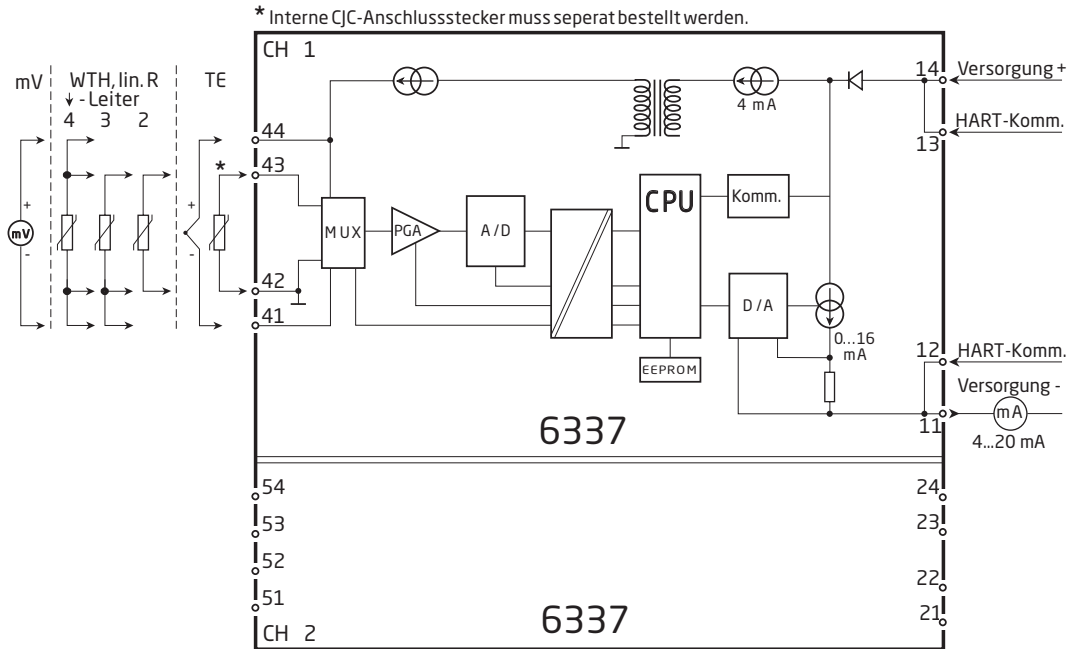 * Interne CJC-Anschlussstecker muss seperat bestellt werden.
CH 1
mV
WTH, lin. R
- Leiter
4 3 2
TE
*
44
43
42
41
+
mV
-
+
-
MUX
PGA
A/D
CPU
Komm.
D/A
EEPROM
4 mA
0...16
mA
14
Versorgung +
HART-Komm.
13
12
HART-Komm.
Versorgung -
11
mA
4...20 mA
6337
54
53
52
51
24
23
22
21
6337
CH 2